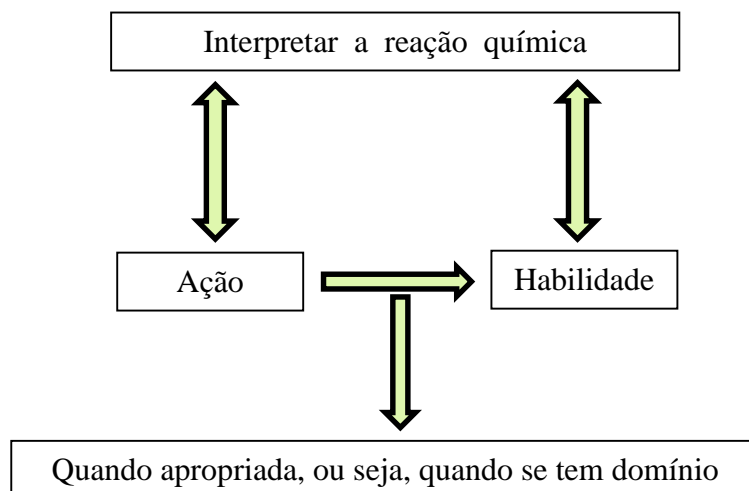 Interpretar a reação química
Ação
Habilidade
Quando apropriada, ou seja, quando se tem domínio